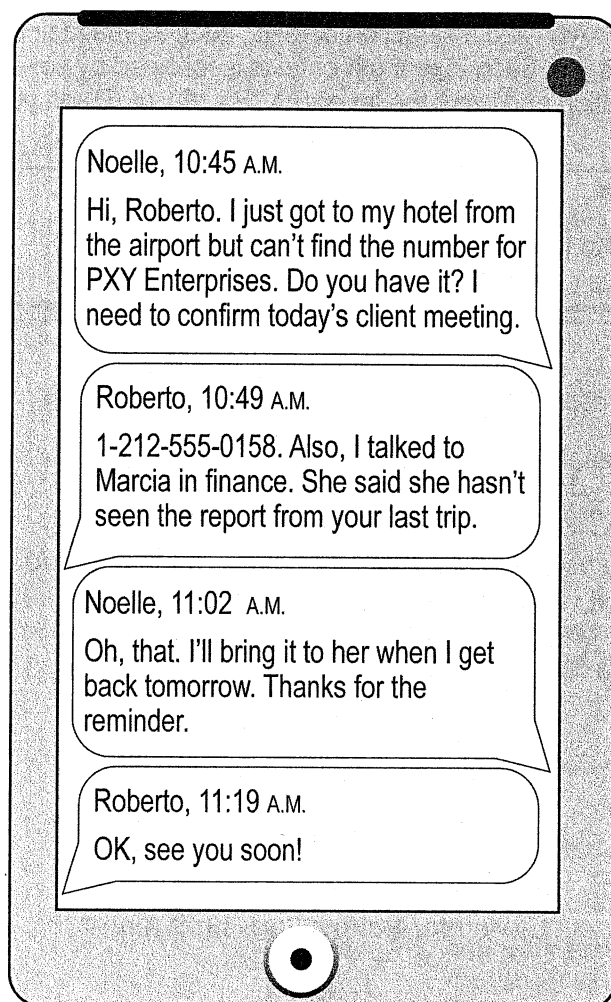 Noelle, 10:45 A.M.
Hi, Roberto. I just got to my hotel from
the airport but can't find the number for
PXY Enterprises. Do you have it? I
need to confirm today's client meeting.
Roberto, 10:49 A.M.
1-212-555-0158. Also, I talked to
Marcia in finance. She said she hasn't
seen the report from your last trip.
Noelle, 11:02 A.M.
Oh, that. I'll bring it to her when I get
back tomorrow. Thanks for the
reminder.
Roberto, 11:19 A.M.
OK, see you soon!